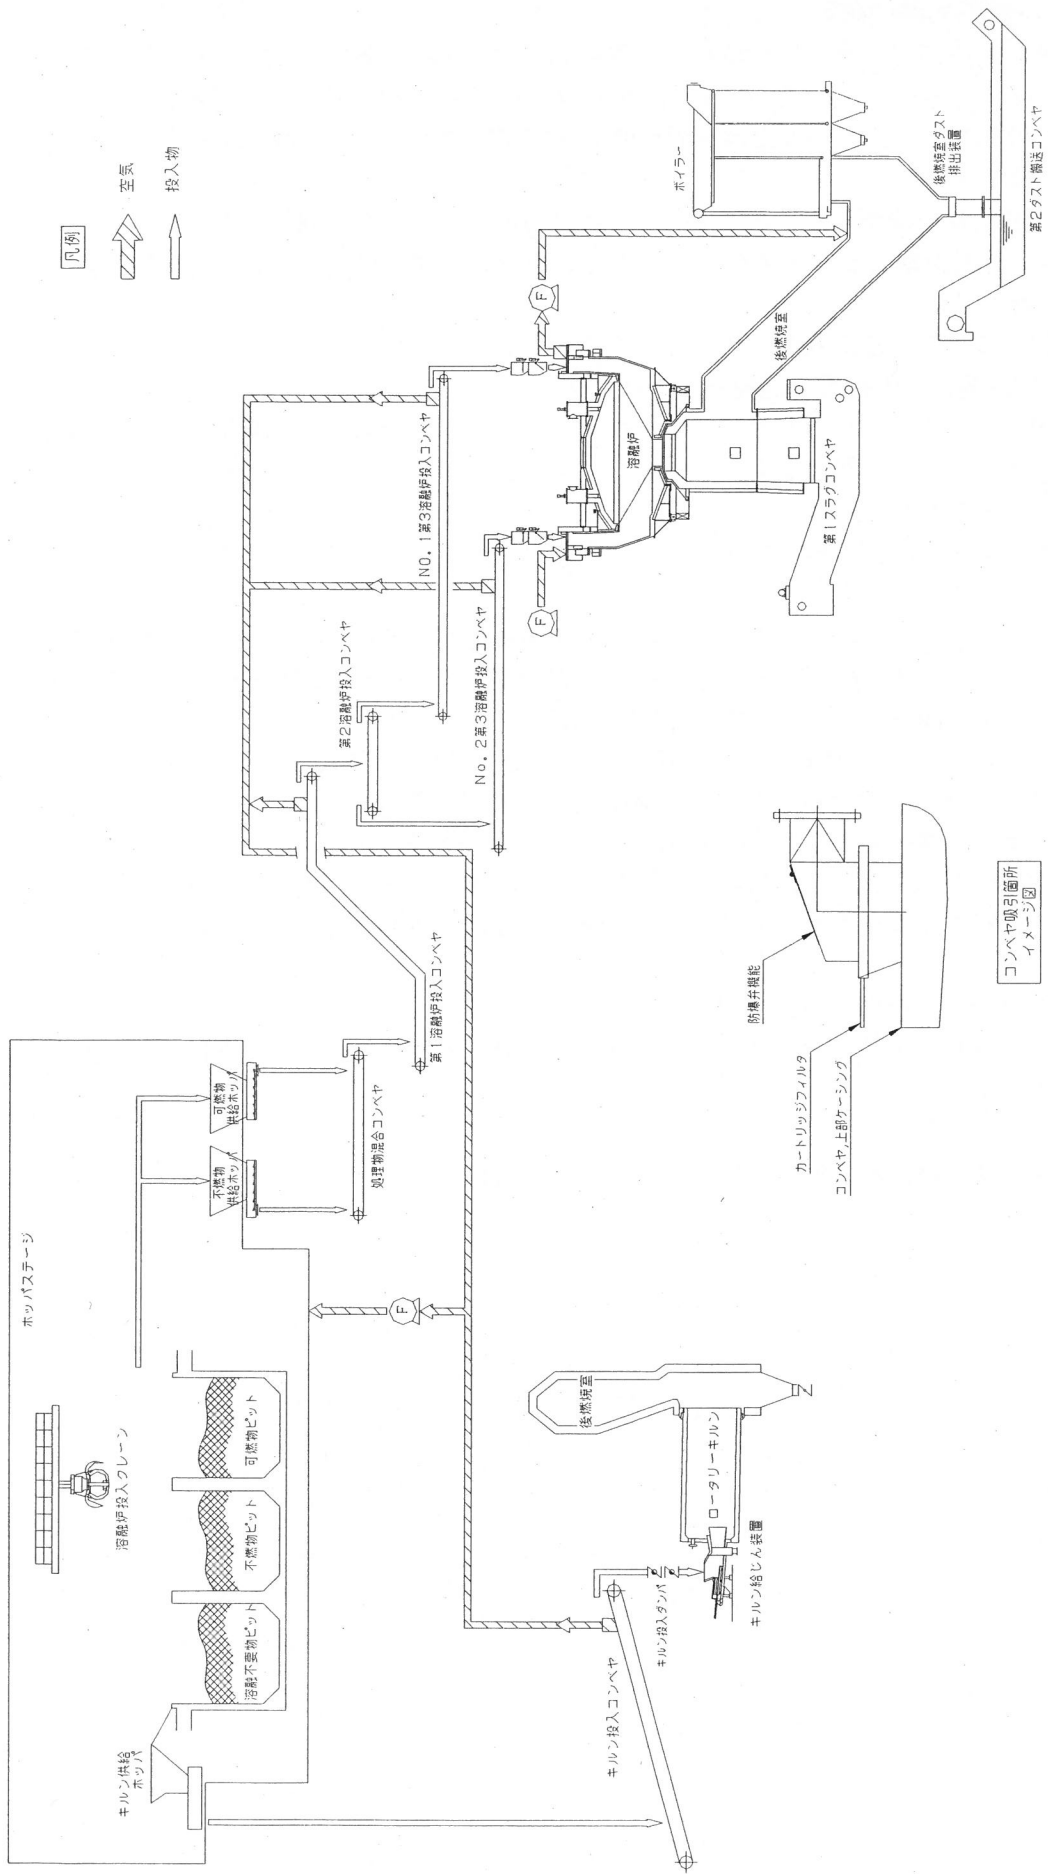 凡例
空気
投入物
ホッパステージ
溶融炉投入クレーン
キルン供給
ホッパ
溶融不要物ピット
不燃物ピット
可燃物ピット
不燃物
供給ホッパ
可燃物
供給ホッパ
処理物混合コンベヤ
第1溶融炉投入コンベヤ
第2溶融炉投入コンベヤ
NO. 1第3溶融炉投入コンベヤ
No. 2第3溶融炉投入コンベヤ
F
F
F
溶融炉
ボイラー
後燃焼室
後燃焼室ダスト
排出装置
第2ダスト搬送コンベヤ
第1スラグコンベヤ
キルン投入コンベヤ
キルン投入ダンパ
キルン給じん装置
ロータリーキルン
後燃焼室
防爆弁機能
カートリッジフィルタ
コンベヤ,上部ケーシング
コンベヤ吸引箇所
イメージ図